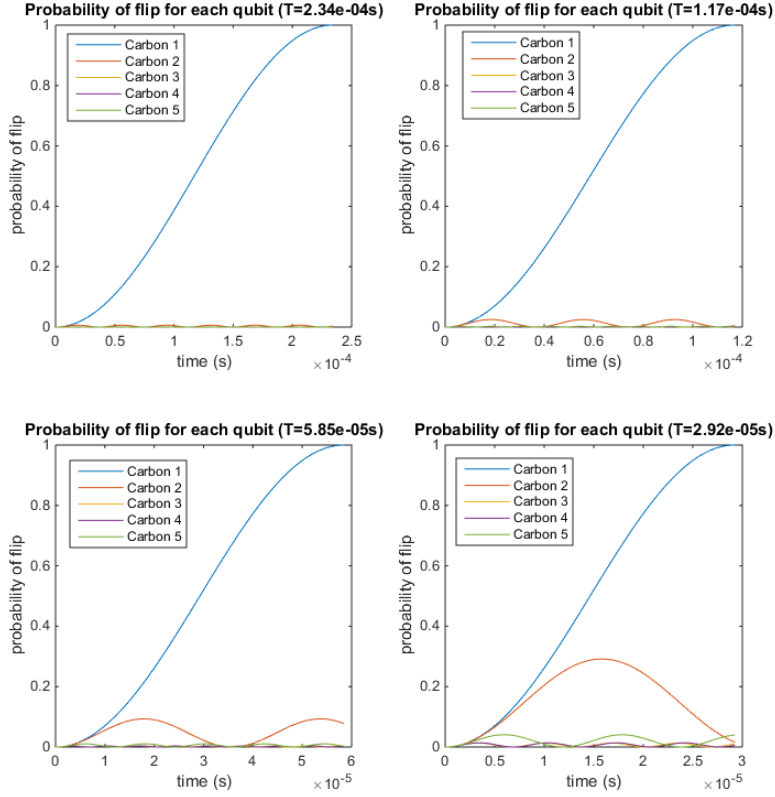 Probability of flip for each qubit (T=2.34e-04s)
1
0.8
0.6
0.4
0.2
0
probability of flip
Carbon 1
Carbon 2
Carbon 3
Carbon 4
Carbon 5
0 0.5 1 1.5 2 2.5
time (s)
×10⁻⁴
Probability of flip for each qubit (T=1.17e-04s)
1
0.8
0.6
0.4
0.2
0
probability of flip
Carbon 1
Carbon 2
Carbon 3
Carbon 4
Carbon 5
0 0.2 0.4 0.6 0.8 1 1.2
time (s)
×10⁻⁴
Probability of flip for each qubit (T=5.85e-05s)
1
0.8
0.6
0.4
0.2
0
probability of flip
Carbon 1
Carbon 2
Carbon 3
Carbon 4
Carbon 5
0 1 2 3 4 5 6
time (s)
×10⁻⁵
Probability of flip for each qubit (T=2.92e-05s)
1
0.8
0.6
0.4
0.2
0
probability of flip
Carbon 1
Carbon 2
Carbon 3
Carbon 4
Carbon 5
0 0.5 1 1.5 2 2.5 3
time (s)
×10⁻⁵